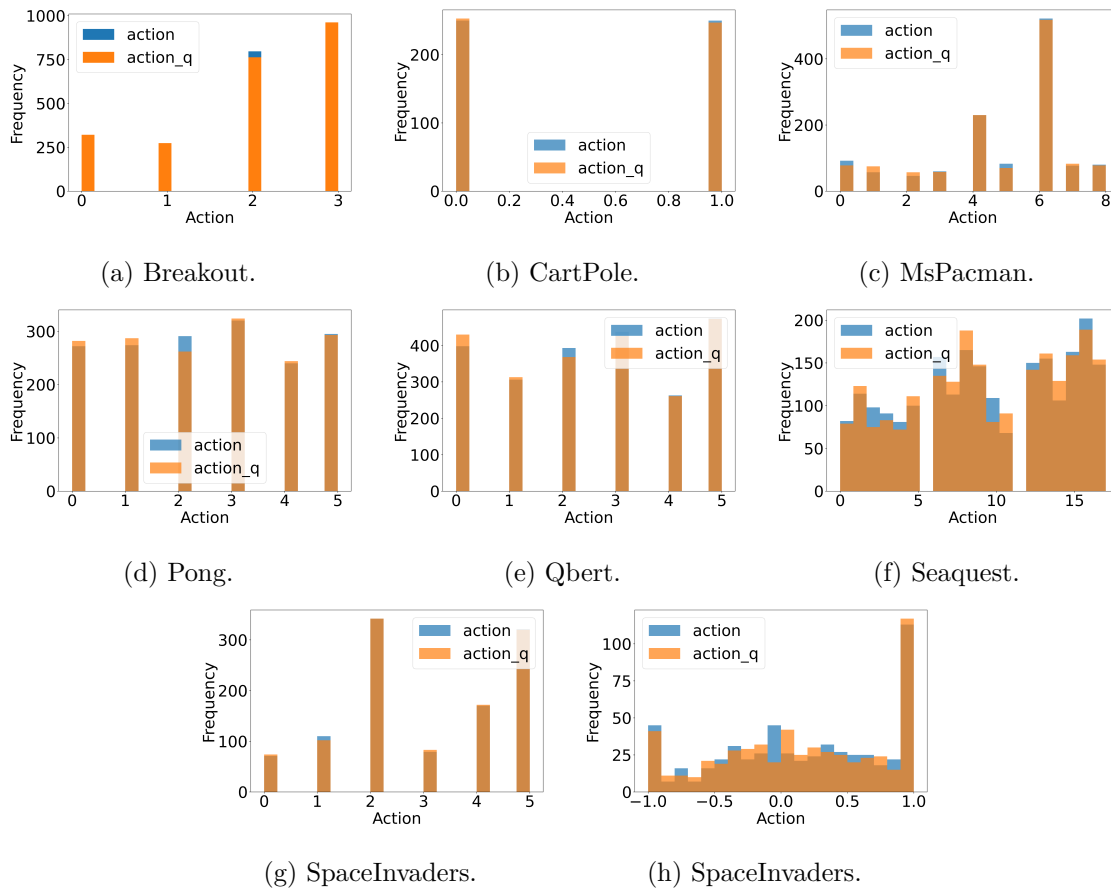 1000
750
500
250
0
Frequency
action
action_q
0 1 2 3
Action
(a) Breakout.
200
100
0
Frequency
action
action_q
0.0 0.2 0.4 0.6 0.8 1.0
Action
(b) CartPole.
400
200
0
Frequency
action
action_q
0 2 4 6 8
Action
(c) MsPacman.
300
200
100
0
Frequency
action
action_q
0 1 2 3 4 5
Action
(d) Pong.
400
300
200
100
0
Frequency
action
action_q
0 1 2 3 4 5
Action
(e) Qbert.
200
150
100
50
0
Frequency
action
action_q
0 5 10 15
Action
(f) Seaquest.
300
200
100
0
Frequency
action
action_q
0 1 2 3 4 5
Action
(g) SpaceInvaders.
100
75
50
25
0
Frequency
action
action_q
−1.0 −0.5 0.0 0.5 1.0
Action
(h) SpaceInvaders.